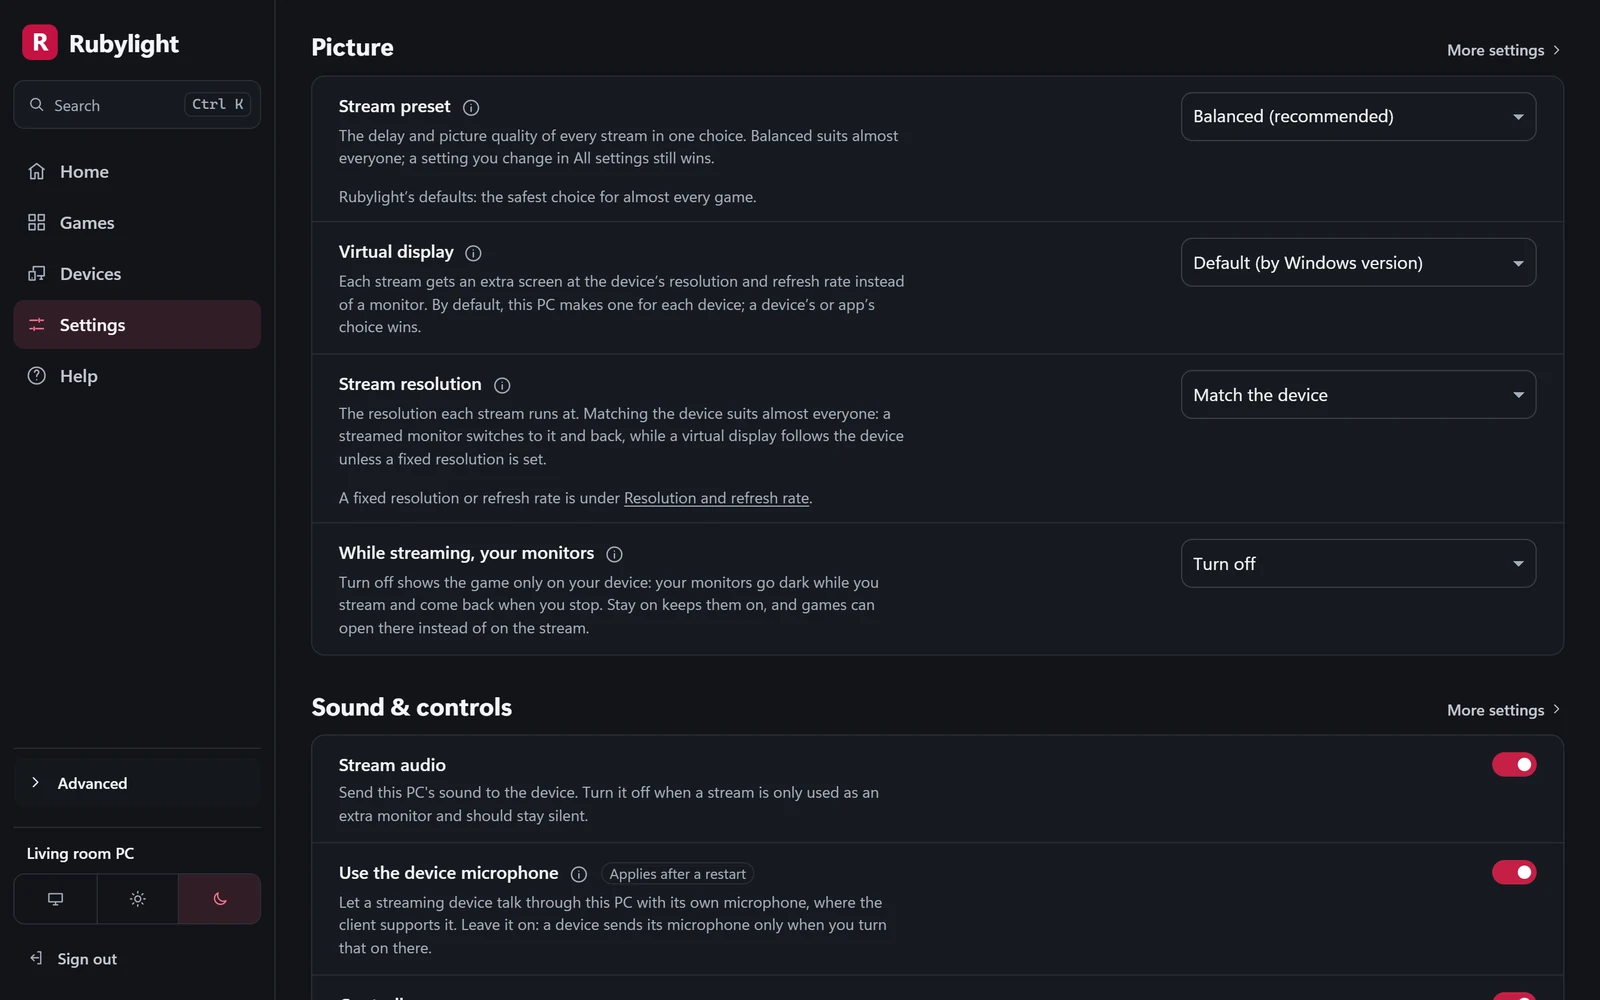 R Rubylight
Search Ctrl K
Home
Games
Devices
Settings
Help
Advanced
Living room PC
Sign out
Picture
More settings
Stream preset
The delay and picture quality of every stream in one choice. Balanced suits almost
everyone; a setting you change in All settings still wins.
Rubylight’s defaults: the safest choice for almost every game.
Balanced (recommended)
Virtual display
Each stream gets an extra screen at the device’s resolution and refresh rate instead
of a monitor. By default, this PC makes one for each device; a device’s or app’s
choice wins.
Default (by Windows version)
Stream resolution
The resolution each stream runs at. Matching the device suits almost everyone: a
streamed monitor switches to it and back, while a virtual display follows the device
unless a fixed resolution is set.
A fixed resolution or refresh rate is under Resolution and refresh rate.
Match the device
While streaming, your monitors
Turn off shows the game only on your device: your monitors go dark while you
stream and come back when you stop. Stay on keeps them on, and games can
open there instead of on the stream.
Turn off
Sound & controls
More settings
Stream audio
Send this PC's sound to the device. Turn it off when a stream is only used as an
extra monitor and should stay silent.
Use the device microphone Applies after a restart
Let a streaming device talk through this PC with its own microphone, where the
client supports it. Leave it on: a device sends its microphone only when you turn
that on there.